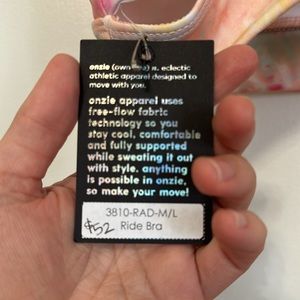 onzie (own-zee) n. eclectic
athletic apparel designed to
move with you.
onzie apparel uses
free-flow fabric
technology so you
stay cool, comfortable
and fully supported
while sweating it out
with style. anything
is possible in onzie,
so make your move!
3810-RAD-M/L
$52 Ride Bra